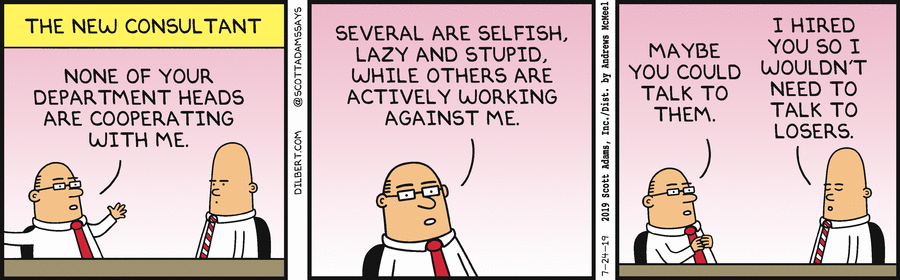 THE NEW CONSULTANT
NONE OF YOUR
DEPARTMENT HEADS
ARE COOPERATING
WITH ME.
DILBERT.COM @SCOTTADAMSSAYS
SEVERAL ARE SELFISH,
LAZY AND STUPID,
WHILE OTHERS ARE
ACTIVELY WORKING
AGAINST ME.
7-24-19 2019 Scott Adams, Inc./Dist. by Andrews McMeel
MAYBE
YOU COULD
TALK TO
THEM.
I HIRED
YOU SO I
WOULDN'T
NEED TO
TALK TO
LOSERS.